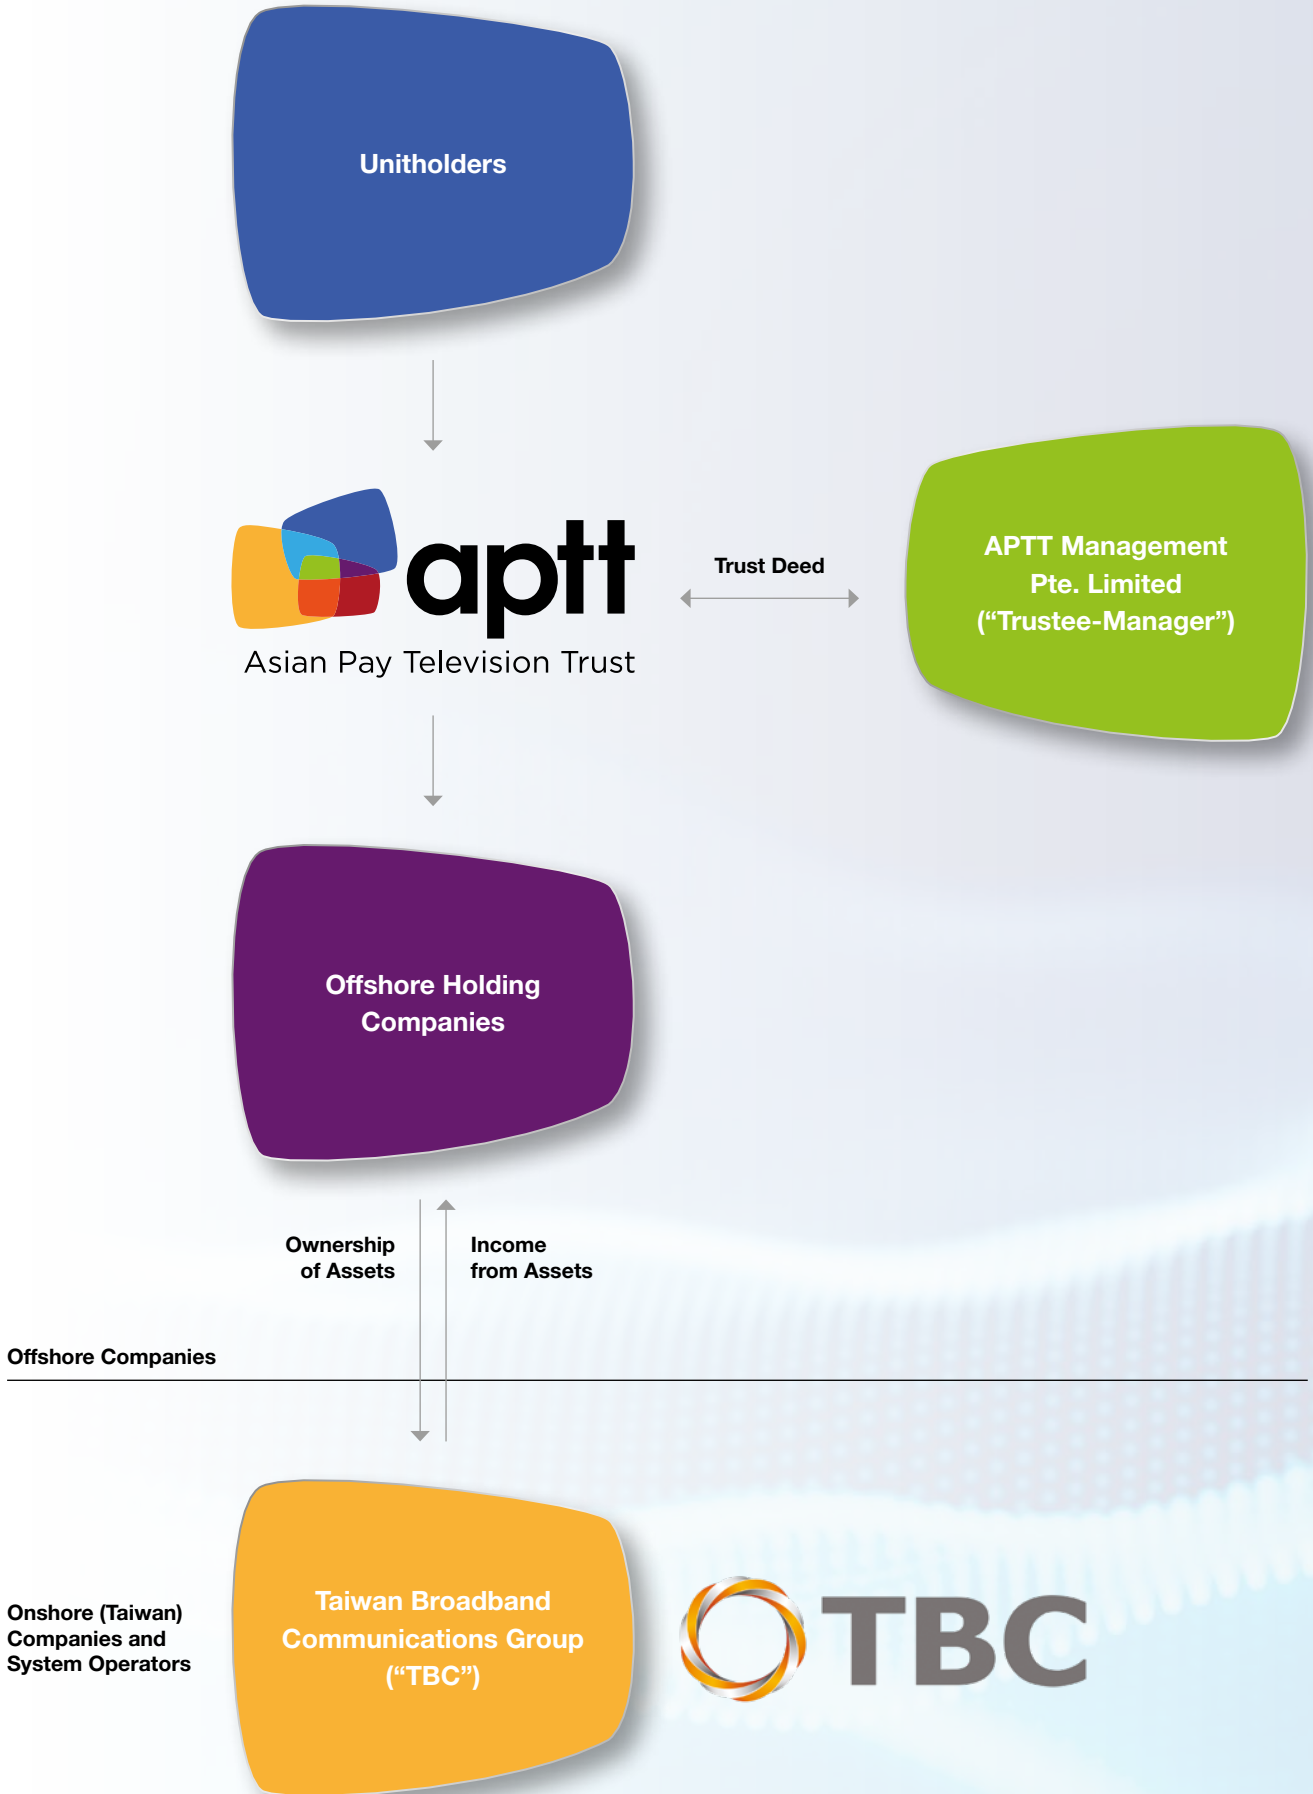 Unitholders
aptt
Asian Pay Television Trust
Trust Deed
APTT Management
Pte. Limited
(“Trustee-Manager”)
Offshore Holding
Companies
Ownership
of Assets
Income
from Assets
Offshore Companies
Onshore (Taiwan)
Companies and
System Operators
Taiwan Broadband
Communications Group
(“TBC”)
TBC